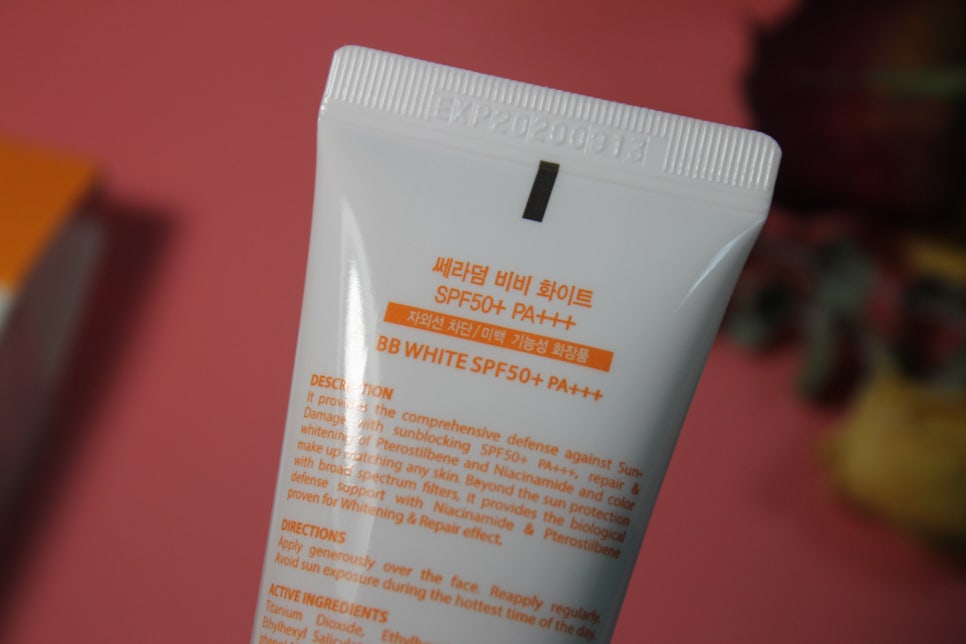 EXP20200313
쎄라덤 비비 화이트
SPF50+ PA+++
자외선 차단/미백 기능성 화장품
BB WHITE SPF50+ PA+++
DESCRIPTION
It provides the comprehensive defense against Sun-
Damage with sunblocking SPF50+ PA+++, repair &
whitening of Pterostilbene and Niacinamide and color
make up matching any skin. Beyond the sun protection
with broad spectrum filters, it provides the biological
defense support with Niacinamide & Pterostilbene
proven for Whitening & Repair effect.
DIRECTIONS
Apply generously over the face. Reapply regularly.
Avoid sun exposure during the hottest time of the day.
ACTIVE INGREDIENTS
Titanium Dioxide,
Ethylhexyl